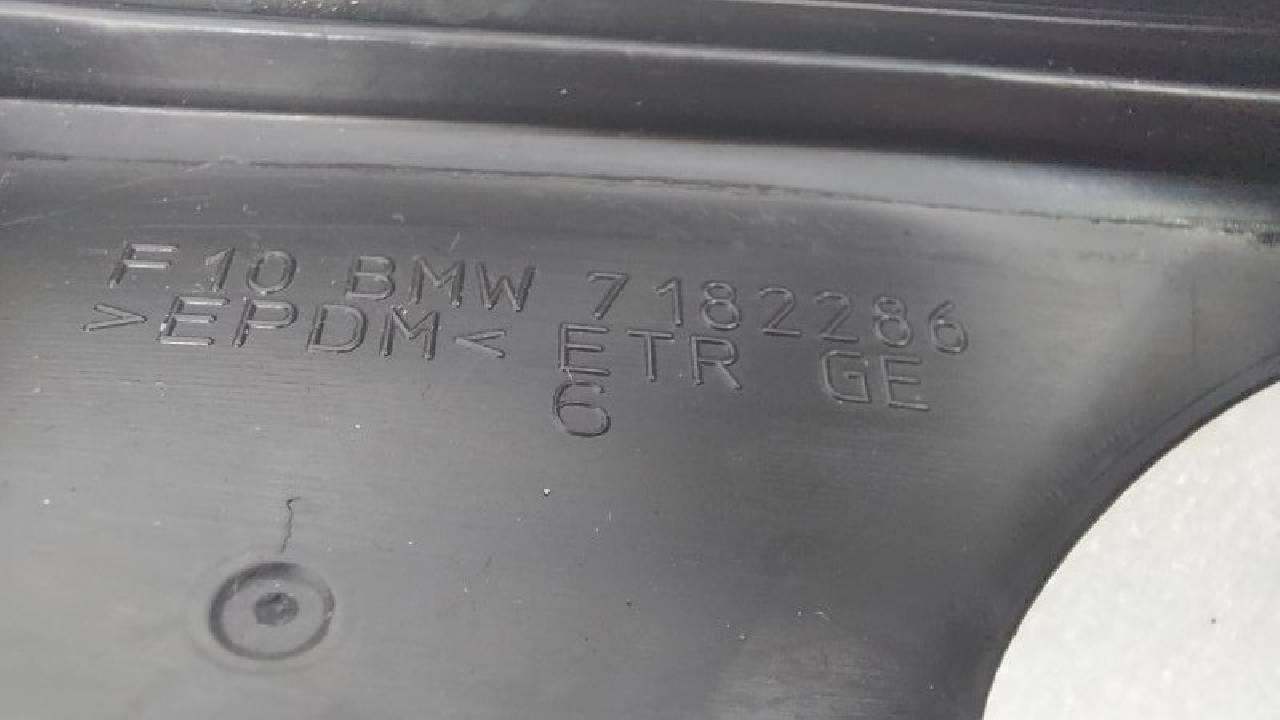 F10 BMW 7182286
>EPDM< ETR GE
6